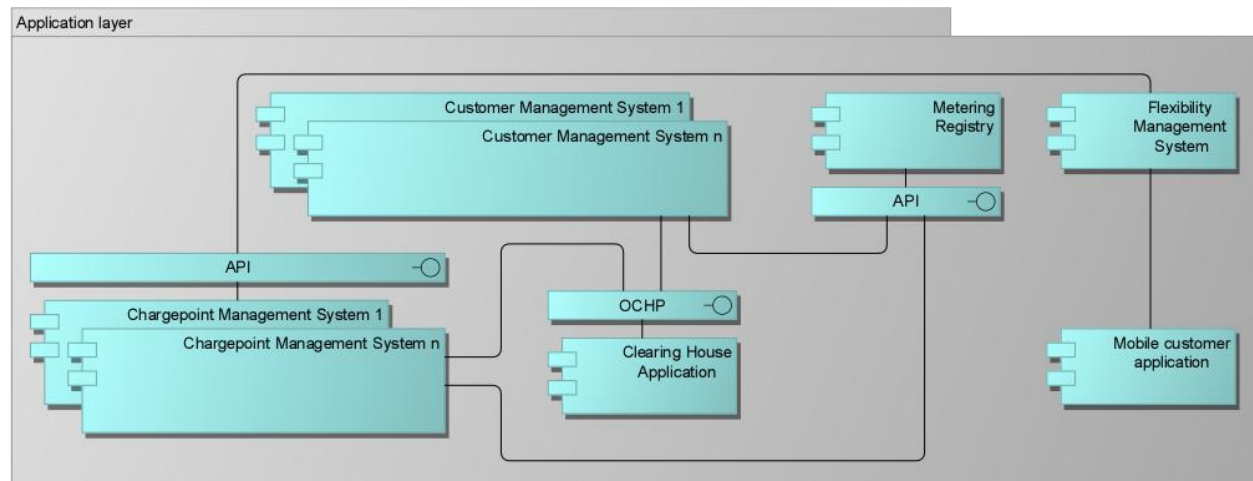 Application layer
Customer Management System 1
Customer Management System n
Metering
Registry
Flexibility
Management
System
API
API
Chargepoint Management System 1
Chargepoint Management System n
OCHP
Clearing House
Application
Mobile customer
application